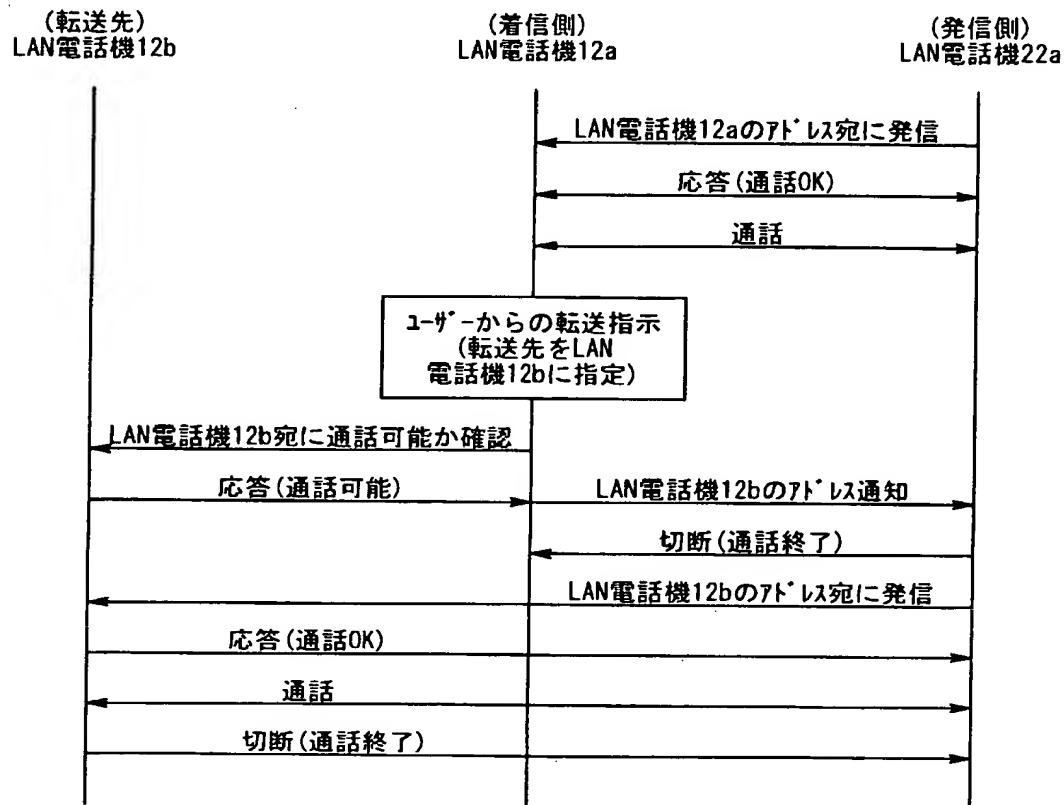 (転送先)
LAN電話機12b
(着信側)
LAN電話機12a
(発信側)
LAN電話機22a
LAN電話機12aのｱﾄﾞﾚｽ宛に発信
応答(通話OK)
通話
ﾕｰｻﾞｰからの転送指示
(転送先をLAN
電話機12bに指定)
LAN電話機12b宛に通話可能か確認
応答(通話可能)
LAN電話機12bのｱﾄﾞﾚｽ通知
切断(通話終了)
LAN電話機12bのｱﾄﾞﾚｽ宛に発信
応答(通話OK)
通話
切断(通話終了)